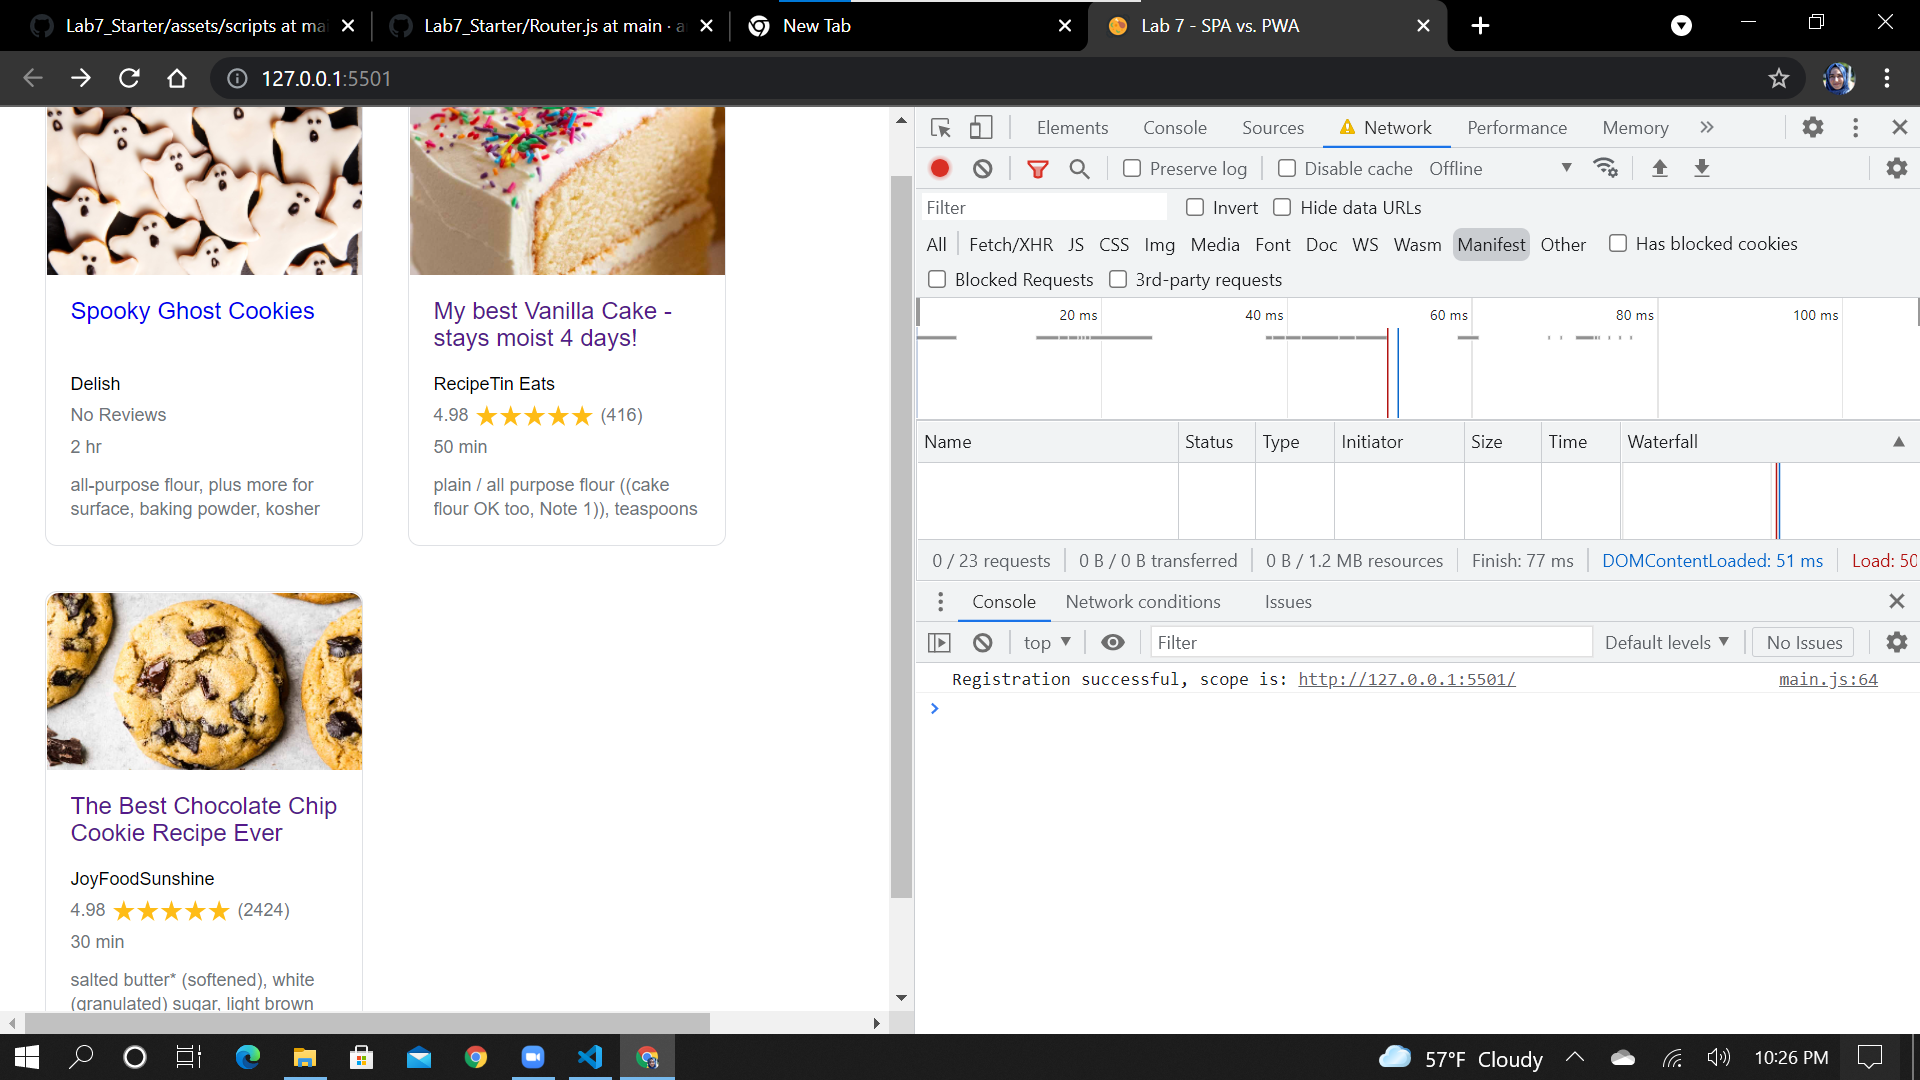 Lab7_Starter/assets/scripts at mai
Lab7_Starter/Router.js at main · a
New Tab
Lab 7 - SPA vs. PWA
127.0.0.1:5501
Elements
Console
Sources
Network
Performance
Memory
Preserve log
Disable cache
Offline
Filter
Invert
Hide data URLs
All
Fetch/XHR
JS
CSS
Img
Media
Font
Doc
WS
Wasm
Manifest
Other
Has blocked cookies
Blocked Requests
3rd-party requests
20 ms
40 ms
60 ms
80 ms
100 ms
Name
Status
Type
Initiator
Size
Time
Waterfall
0 / 23 requests
0 B / 0 B transferred
0 B / 1.2 MB resources
Finish: 77 ms
DOMContentLoaded: 51 ms
Load: 50
Console
Network conditions
Issues
top
Filter
Default levels
No Issues
Registration successful, scope is: http://127.0.0.1:5501/
main.js:64
Spooky Ghost Cookies
Delish
No Reviews
2 hr
all-purpose flour, plus more for
surface, baking powder, kosher
My best Vanilla Cake -
stays moist 4 days!
RecipeTin Eats
4.98 ★★★★★ (416)
50 min
plain / all purpose flour ((cake
flour OK too, Note 1)), teaspoons
The Best Chocolate Chip
Cookie Recipe Ever
JoyFoodSunshine
4.98 ★★★★★ (2424)
30 min
salted butter* (softened), white
(granulated) sugar, light brown
57°F Cloudy
10:26 PM